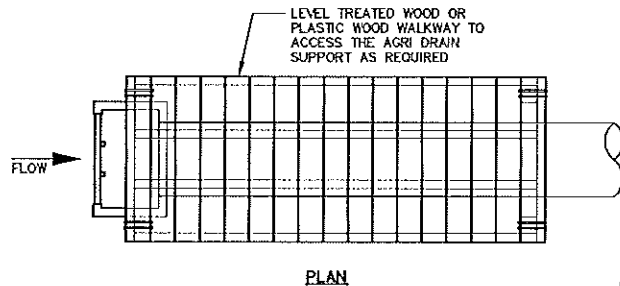 LEVEL TREATED WOOD OR
PLASTIC WOOD WALKWAY TO
ACCESS THE AGRI DRAIN
SUPPORT AS REQUIRED
FLOW
PLAN